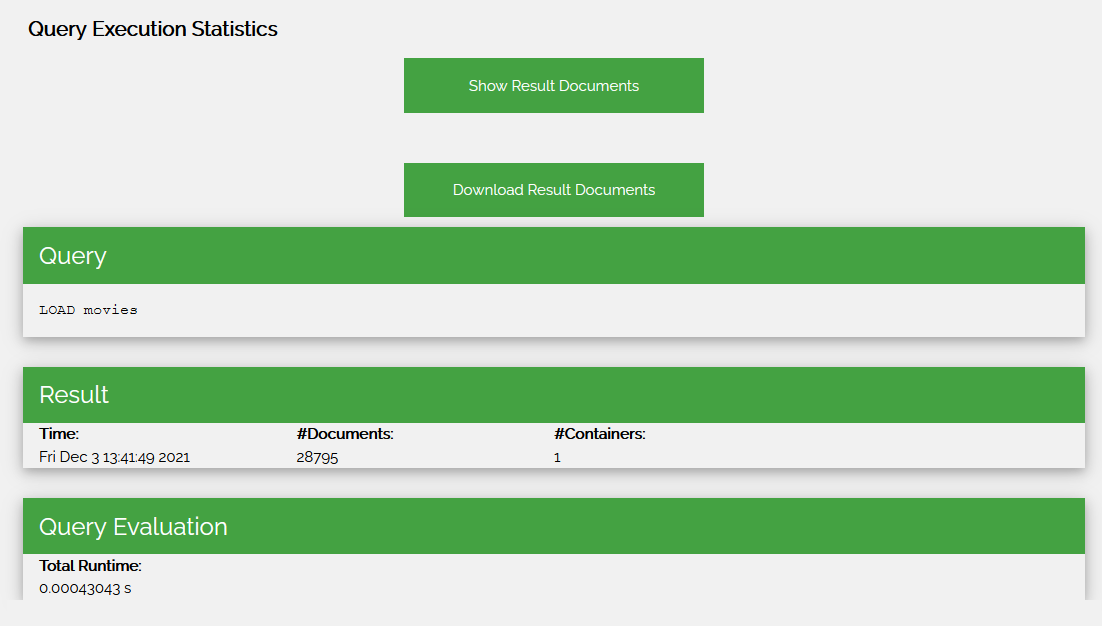 Query Execution Statistics
Show Result Documents
Download Result Documents
Query
LOAD movies
Result
Time: #Documents: #Containers:
Fri Dec 3 13:41:49 2021 28795 1
Query Evaluation
Total Runtime:
0.00043043 s